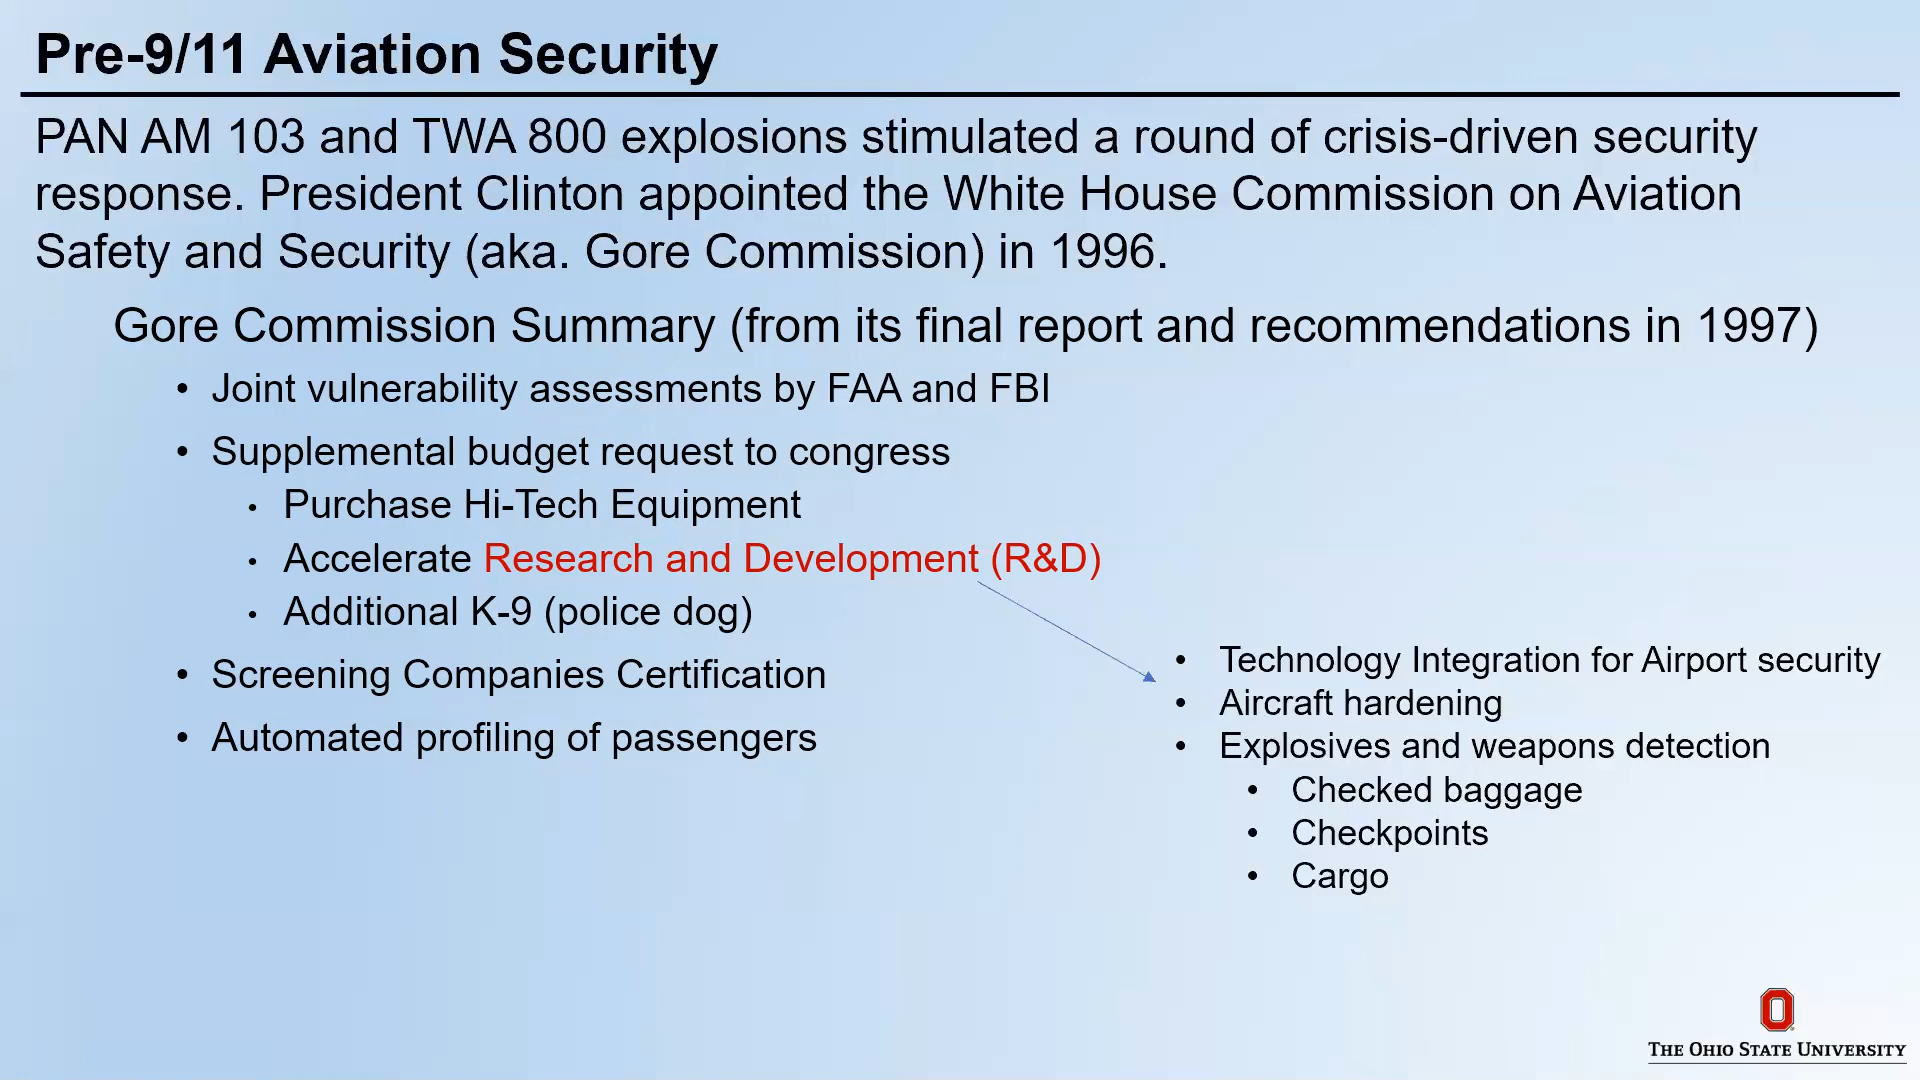 Pre-9/11 Aviation Security
PAN AM 103 and TWA 800 explosions stimulated a round of crisis-driven security
response. President Clinton appointed the White House Commission on Aviation
Safety and Security (aka. Gore Commission) in 1996.
Gore Commission Summary (from its final report and recommendations in 1997)
• Joint vulnerability assessments by FAA and FBI
• Supplemental budget request to congress
• Purchase Hi-Tech Equipment
• Accelerate Research and Development (R&D)
• Additional K-9 (police dog)
• Screening Companies Certification
• Automated profiling of passengers
• Technology Integration for Airport security
• Aircraft hardening
• Explosives and weapons detection
• Checked baggage
• Checkpoints
• Cargo
THE OHIO STATE UNIVERSITY